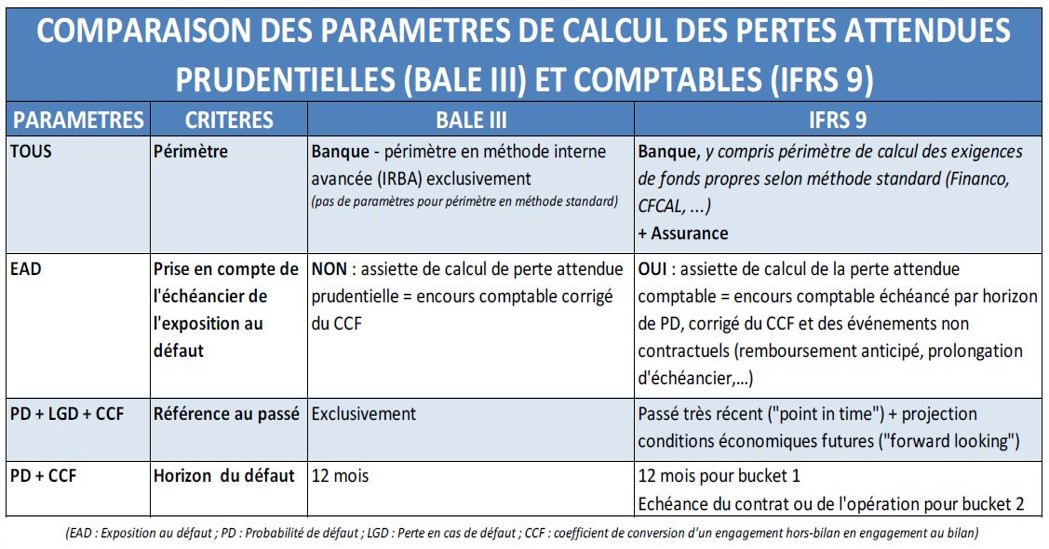 COMPARAISON DES PARAMETRES DE CALCUL DES PERTES ATTENDUES
PRUDENTIELLES (BALE III) ET COMPTABLES (IFRS 9)
PARAMETRES
CRITERES
BALE III
IFRS 9
TOUS
Périmètre
Banque - périmètre en méthode interne
avancée (IRBA) exclusivement
(pas de paramètres pour périmètre en méthode standard)
Banque, y compris périmètre de calcul des exigences
de fonds propres selon méthode standard (Financo,
CFCAL, ...)
+ Assurance
EAD
Prise en compte de
l'échéancier de
l'exposition au
défaut
NON : assiette de calcul de perte attendue
prudentielle = encours comptable corrigé
du CCF
OUI : assiette de calcul de la perte attendue
comptable = encours comptable échéancé par horizon
de PD, corrigé du CCF et des événements non
contractuels (remboursement anticipé, prolongation
d'échéancier,...)
PD + LGD + CCF
Référence au passé
Exclusivement
Passé très récent ("point in time") + projection
conditions économiques futures ("forward looking")
PD + CCF
Horizon du défaut
12 mois
12 mois pour bucket 1
Echéance du contrat ou de l'opération pour bucket 2
(EAD : Exposition au défaut ; PD : Probabilité de défaut ; LGD : Perte en cas de défaut ; CCF : coefficient de conversion d'un engagement hors-bilan en engagement au bilan)